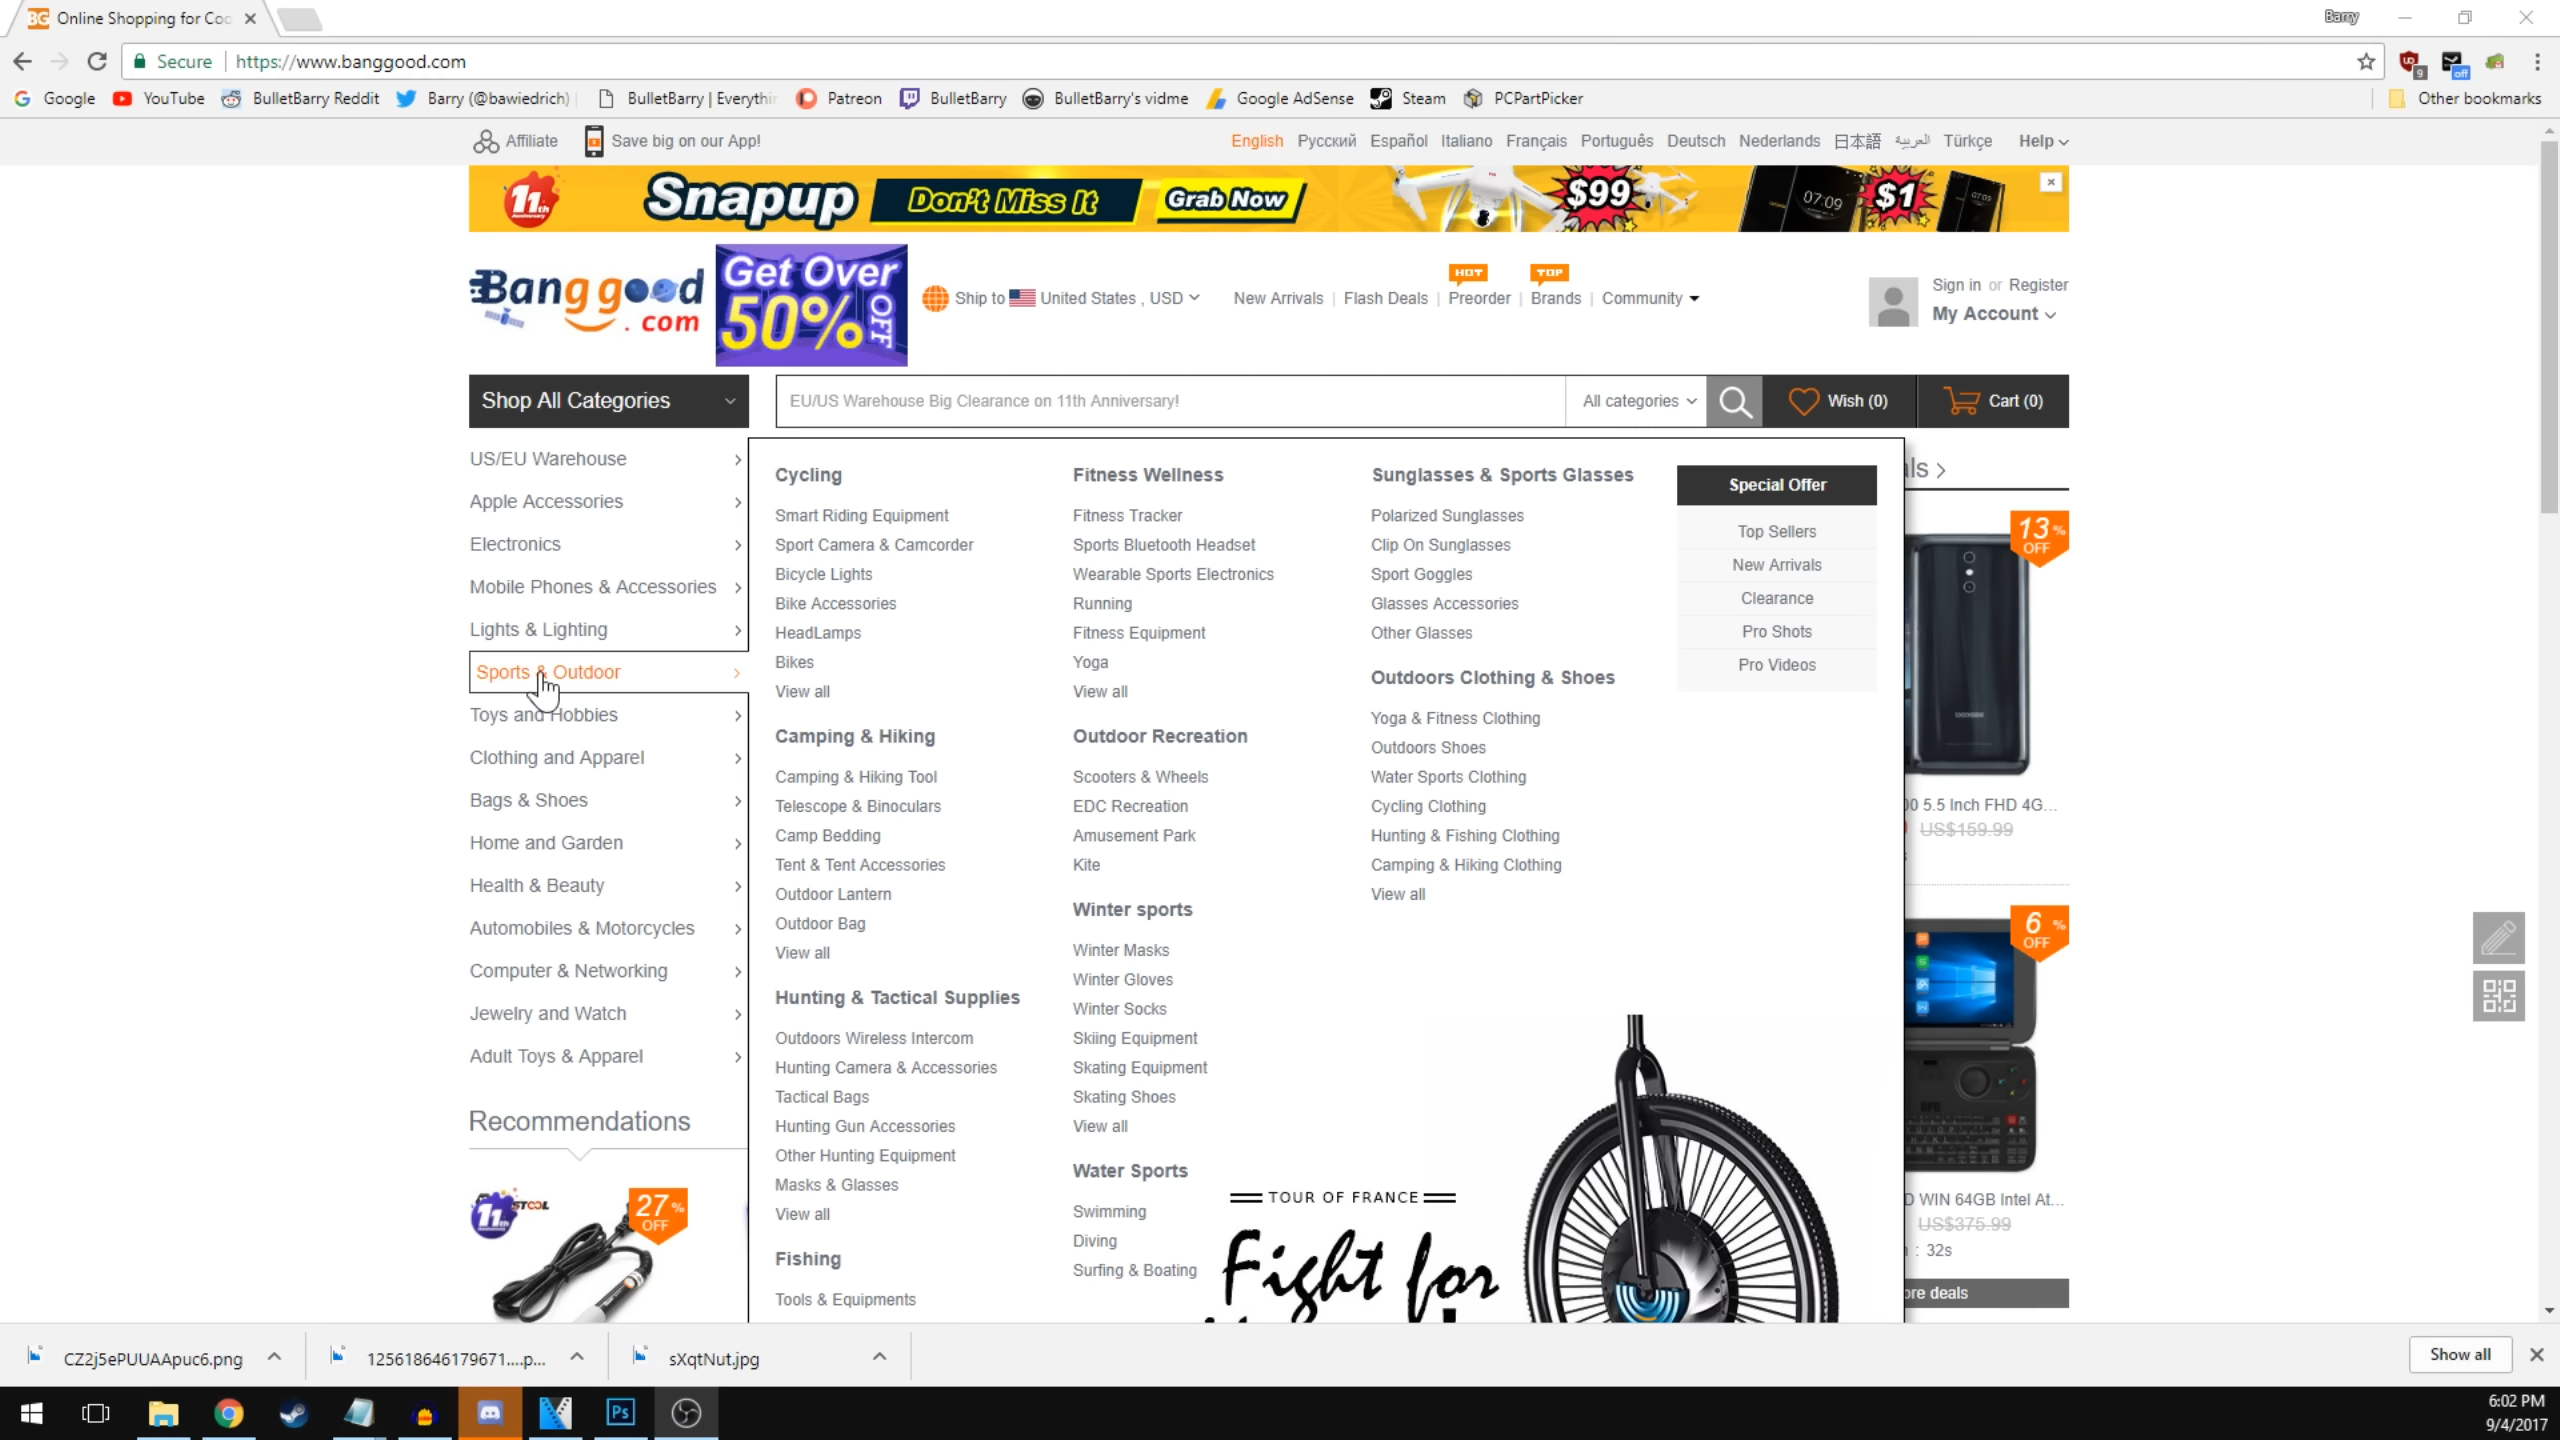 Online Shopping for Coo
Barry
Secure https://www.banggood.com
Google YouTube BulletBarry Reddit Barry (@bawiedrich) BulletBarry | Everythin Patreon BulletBarry BulletBarry's vidme Google AdSense Steam PCPartPicker Other bookmarks
Affiliate Save big on our App! English Русский Español Italiano Français Português Deutsch Nederlands 日本語 العربية Türkçe Help
11th Anniversary Snapup Don't Miss It Grab Now $99 07:09 $1 07:09
Banggood.com
Get Over 50% OFF
Ship to United States , USD
HOT TOP
New Arrivals Flash Deals Preorder Brands Community
Sign in or Register
My Account
Shop All Categories EU/US Warehouse Big Clearance on 11th Anniversary! All categories Wish (0) Cart (0)
US/EU Warehouse
Apple Accessories
Electronics
Mobile Phones & Accessories
Lights & Lighting
Sports & Outdoor
Toys and Hobbies
Clothing and Apparel
Bags & Shoes
Home and Garden
Health & Beauty
Automobiles & Motorcycles
Computer & Networking
Jewelry and Watch
Adult Toys & Apparel
Recommendations
11th
27% OFF
Cycling
Smart Riding Equipment
Sport Camera & Camcorder
Bicycle Lights
Bike Accessories
HeadLamps
Bikes
View all
Camping & Hiking
Camping & Hiking Tool
Telescope & Binoculars
Camp Bedding
Tent & Tent Accessories
Outdoor Lantern
Outdoor Bag
View all
Hunting & Tactical Supplies
Outdoors Wireless Intercom
Hunting Camera & Accessories
Tactical Bags
Hunting Gun Accessories
Other Hunting Equipment
Masks & Glasses
View all
Fishing
Tools & Equipments
Fitness Wellness
Fitness Tracker
Sports Bluetooth Headset
Wearable Sports Electronics
Running
Fitness Equipment
Yoga
View all
Outdoor Recreation
Scooters & Wheels
EDC Recreation
Amusement Park
Kite
Winter sports
Winter Masks
Winter Gloves
Winter Socks
Skiing Equipment
Skating Equipment
Skating Shoes
View all
Water Sports
Swimming
Diving
Surfing & Boating
Sunglasses & Sports Glasses
Polarized Sunglasses
Clip On Sunglasses
Sport Goggles
Glasses Accessories
Other Glasses
Outdoors Clothing & Shoes
Yoga & Fitness Clothing
Outdoors Shoes
Water Sports Clothing
Cycling Clothing
Hunting & Fishing Clothing
Camping & Hiking Clothing
View all
TOUR OF FRANCE
Fight for
Special Offer
Top Sellers
New Arrivals
Clearance
Pro Shots
Pro Videos
als
13% OFF
00 5.5 Inch FHD 4G...
US$159.99
6% OFF
D WIN 64GB Intel At...
US$375.99
: 32s
ore deals
CZ2j5ePUUAApuc6.png 125618646179671....p... sXqtNut.jpg Show all
6:02 PM
9/4/2017